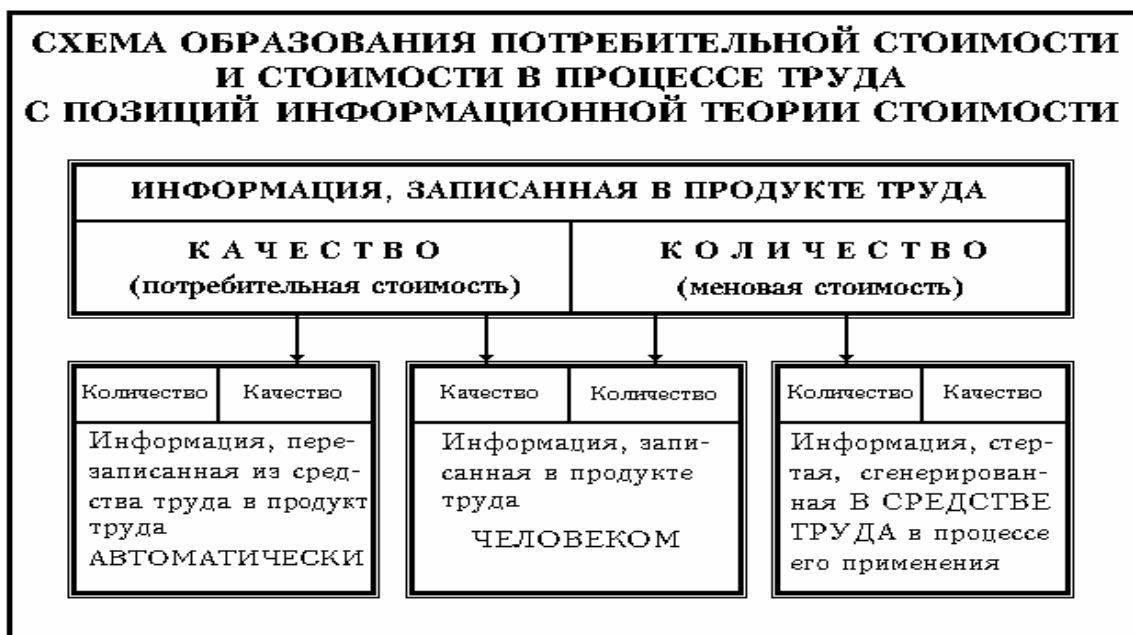 СХЕМА ОБРАЗОВАНИЯ ПОТРЕБИТЕЛЬНОЙ СТОИМОСТИ
И СТОИМОСТИ В ПРОЦЕССЕ ТРУДА
С ПОЗИЦИЙ ИНФОРМАЦИОННОЙ ТЕОРИИ СТОИМОСТИ
ИНФОРМАЦИЯ, ЗАПИСАННАЯ В ПРОДУКТЕ ТРУДА
К А Ч Е С Т В О
(потребительная стоимость)
К О Л И Ч Е С Т В О
(меновая стоимость)
Количество Качество
Информация, пере-
записанная из сред-
ства труда в продукт
труда
АВТОМАТИЧЕСКИ
Качество Количество
Информация, запи-
санная в продукте
труда
ЧЕЛОВЕКОМ
Количество Качество
Информация, стер-
тая, сгенерирован-
ная В СРЕДСТВЕ
ТРУДА в процессе
его применения